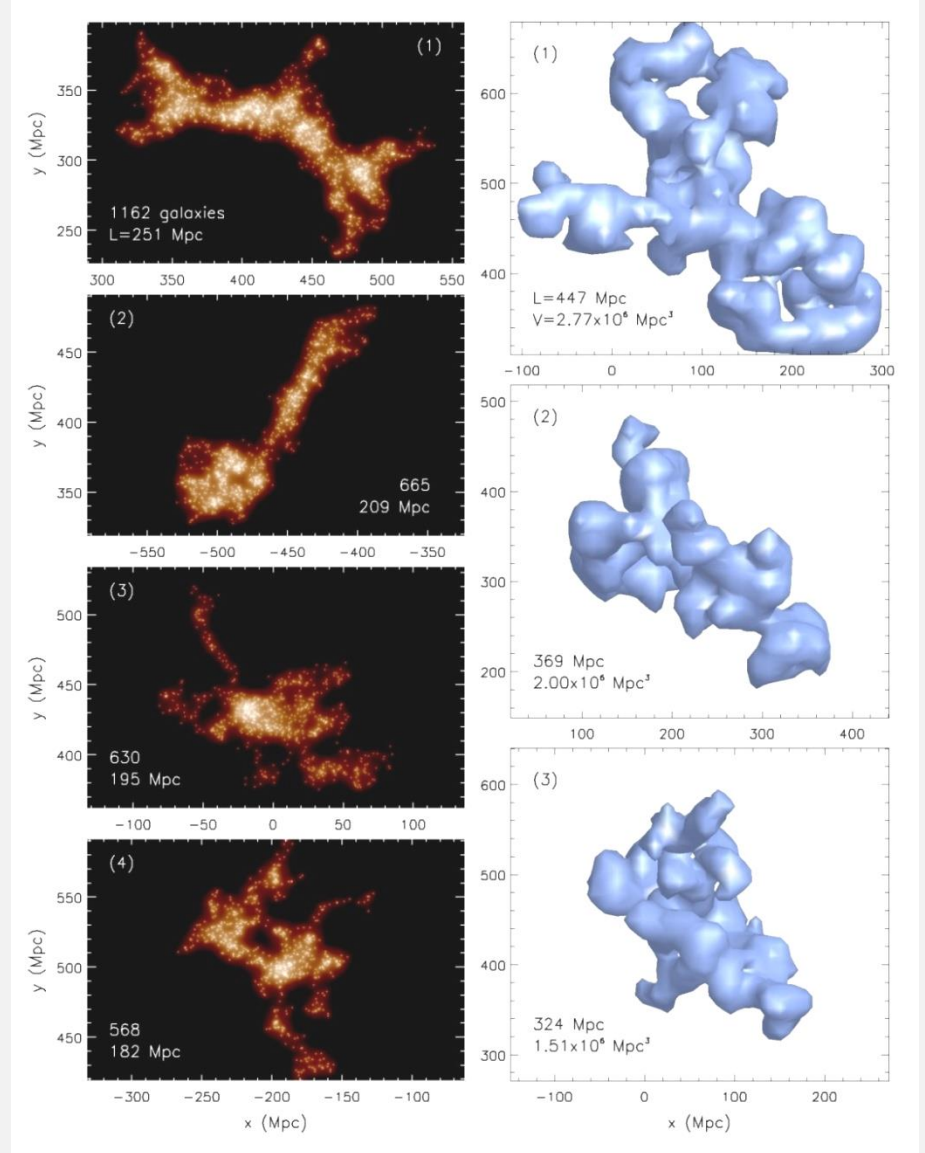 (1)
y (Mpc)
350
300
250
1162 galaxies
L=251 Mpc
300 350 400 450 500 550
(2)
y (Mpc)
450
400
350
665
209 Mpc
−550 −500 −450 −400 −350
(3)
y (Mpc)
500
450
400
630
195 Mpc
−100 −50 0 50 100
(4)
y (Mpc)
550
500
450
568
182 Mpc
−300 −250 −200 −150 −100
x (Mpc)
(1)
600
500
400
L=447 Mpc
V=2.77x10⁶ Mpc³
−100 0 100 200 300
(2)
500
400
300
200
369 Mpc
2.00x10⁶ Mpc³
100 200 300 400
(3)
600
500
400
300
324 Mpc
1.51x10⁶ Mpc³
−100 0 100 200
x (Mpc)